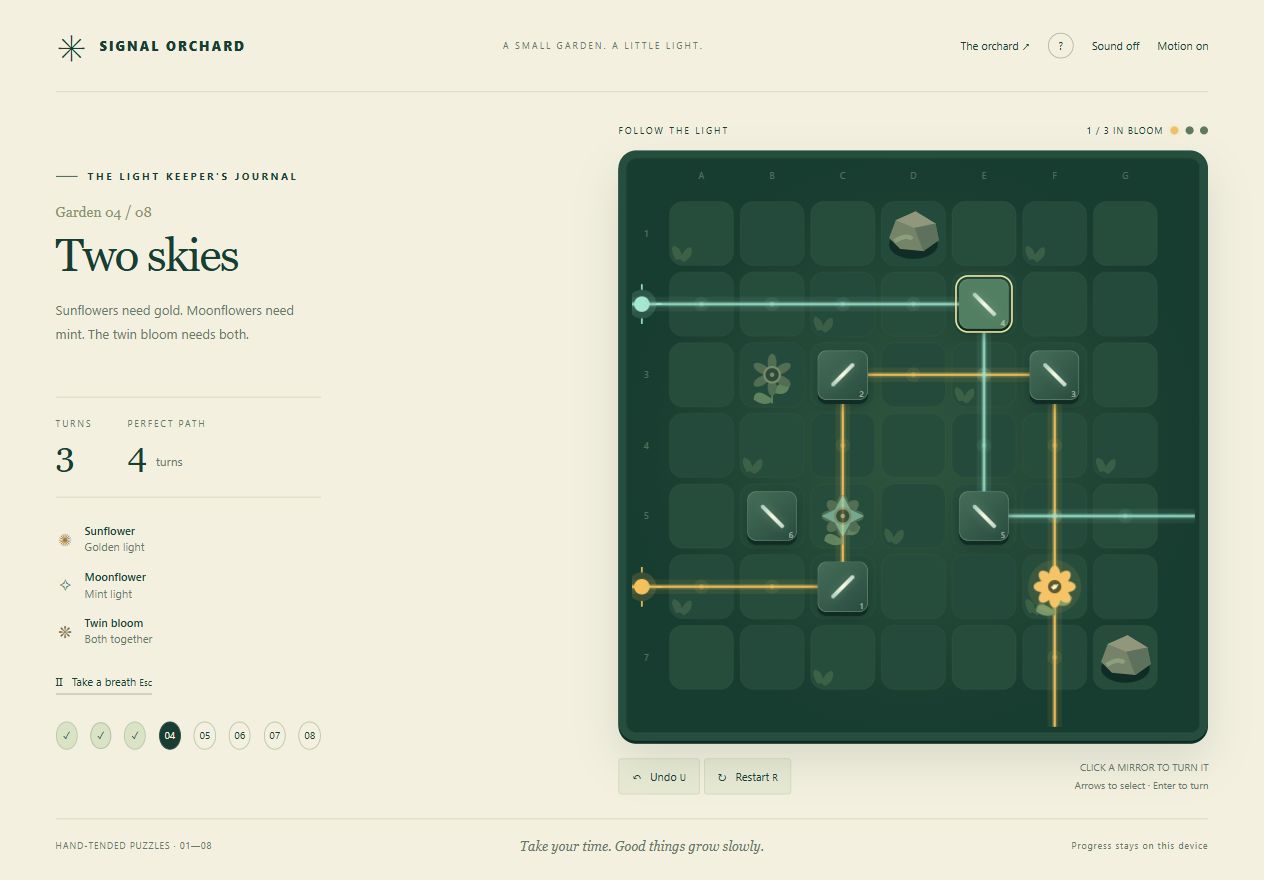 SIGNAL ORCHARD
A SMALL GARDEN. A LITTLE LIGHT.
The orchard ↗
?
Sound off
Motion on
THE LIGHT KEEPER'S JOURNAL
Garden 04 / 08
Two skies
Sunflowers need gold. Moonflowers need
mint. The twin bloom needs both.
TURNS
3
PERFECT PATH
4 turns
Sunflower
Golden light
Moonflower
Mint light
Twin bloom
Both together
Take a breath Esc
✓ ✓ ✓ 04 05 06 07 08
FOLLOW THE LIGHT
1 / 3 IN BLOOM
A B C D E F G
1
4
3
2
3
4
5
6
5
1
7
Undo U
Restart R
CLICK A MIRROR TO TURN IT
Arrows to select · Enter to turn
HAND-TENDED PUZZLES · 01—08
Take your time. Good things grow slowly.
Progress stays on this device